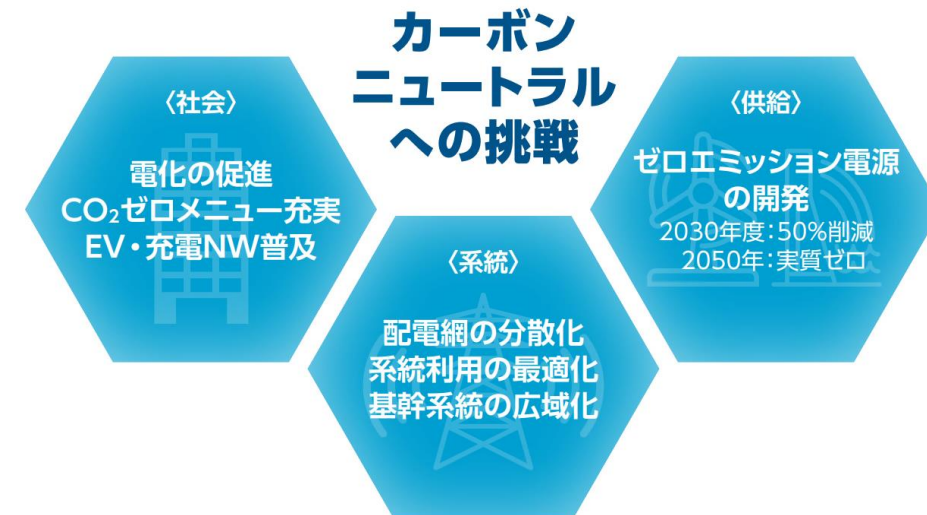 カーボン
ニュートラル
への挑戦
〈社会〉
電化の促進
CO₂ゼロメニュー充実
EV・充電NW普及
〈系統〉
配電網の分散化
系統利用の最適化
基幹系統の広域化
〈供給〉
ゼロエミッション電源
の開発
2030年度:50%削減
2050年:実質ゼロ